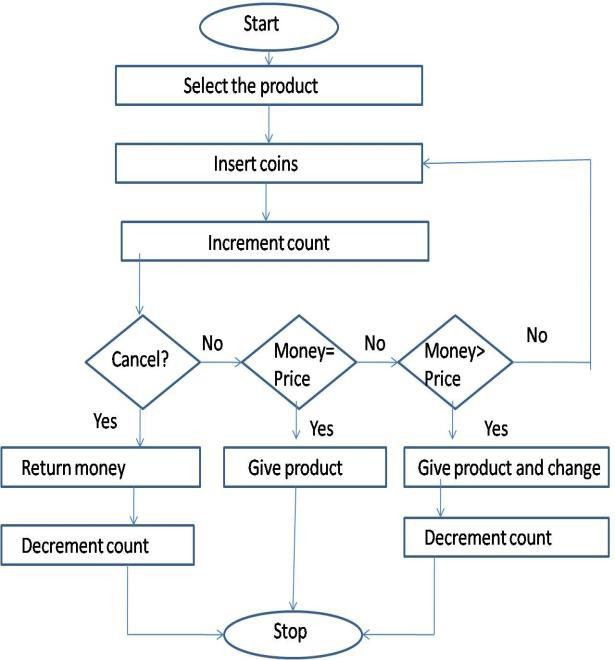 Start
Select the product
Insert coins
Increment count
Cancel?
No
Money=
Price
No
Money>
Price
No
Yes
Yes
Yes
Return money
Give product
Give product and change
Decrement count
Decrement count
Stop